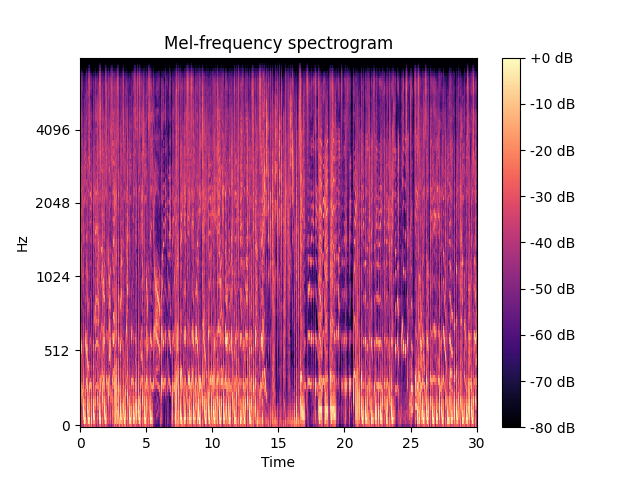 Mel-frequency spectrogram
+0 dB
4096
-10 dB
-20 dB
2048
-30 dB
Hz
-40 dB
1024
-50 dB
-60 dB
512
-70 dB
0
-80 dB
0 5 10 15 20 25 30
Time